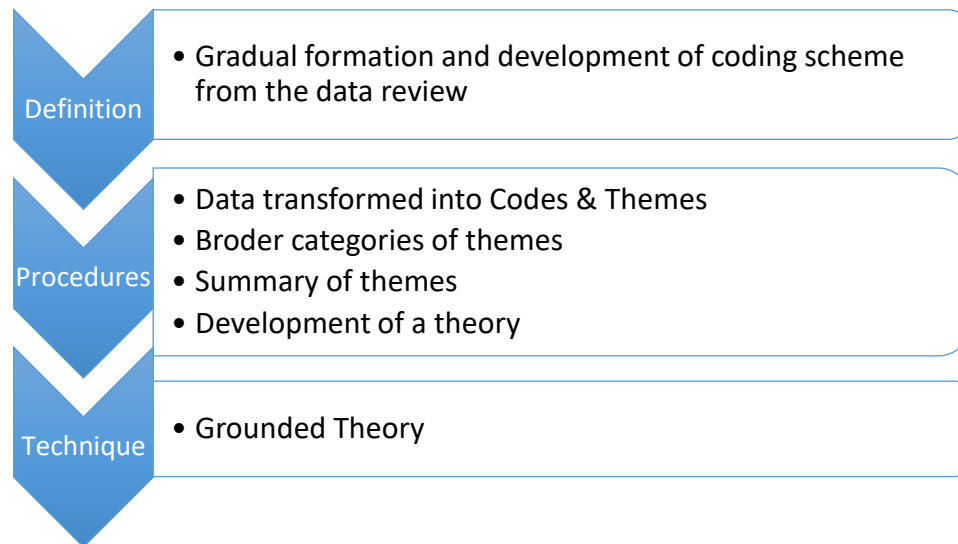 Definition
• Gradual formation and development of coding scheme
from the data review
Procedures
• Data transformed into Codes & Themes
• Broder categories of themes
• Summary of themes
• Development of a theory
Technique
• Grounded Theory